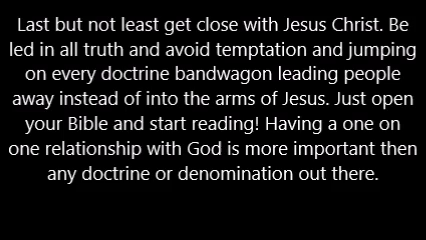 Last but not least get close with Jesus Christ. Be
led in all truth and avoid temptation and jumping
on every doctrine bandwagon leading people
away instead of into the arms of Jesus. Just open
your Bible and start reading! Having a one on
one relationship with God is more important then
any doctrine or denomination out there.